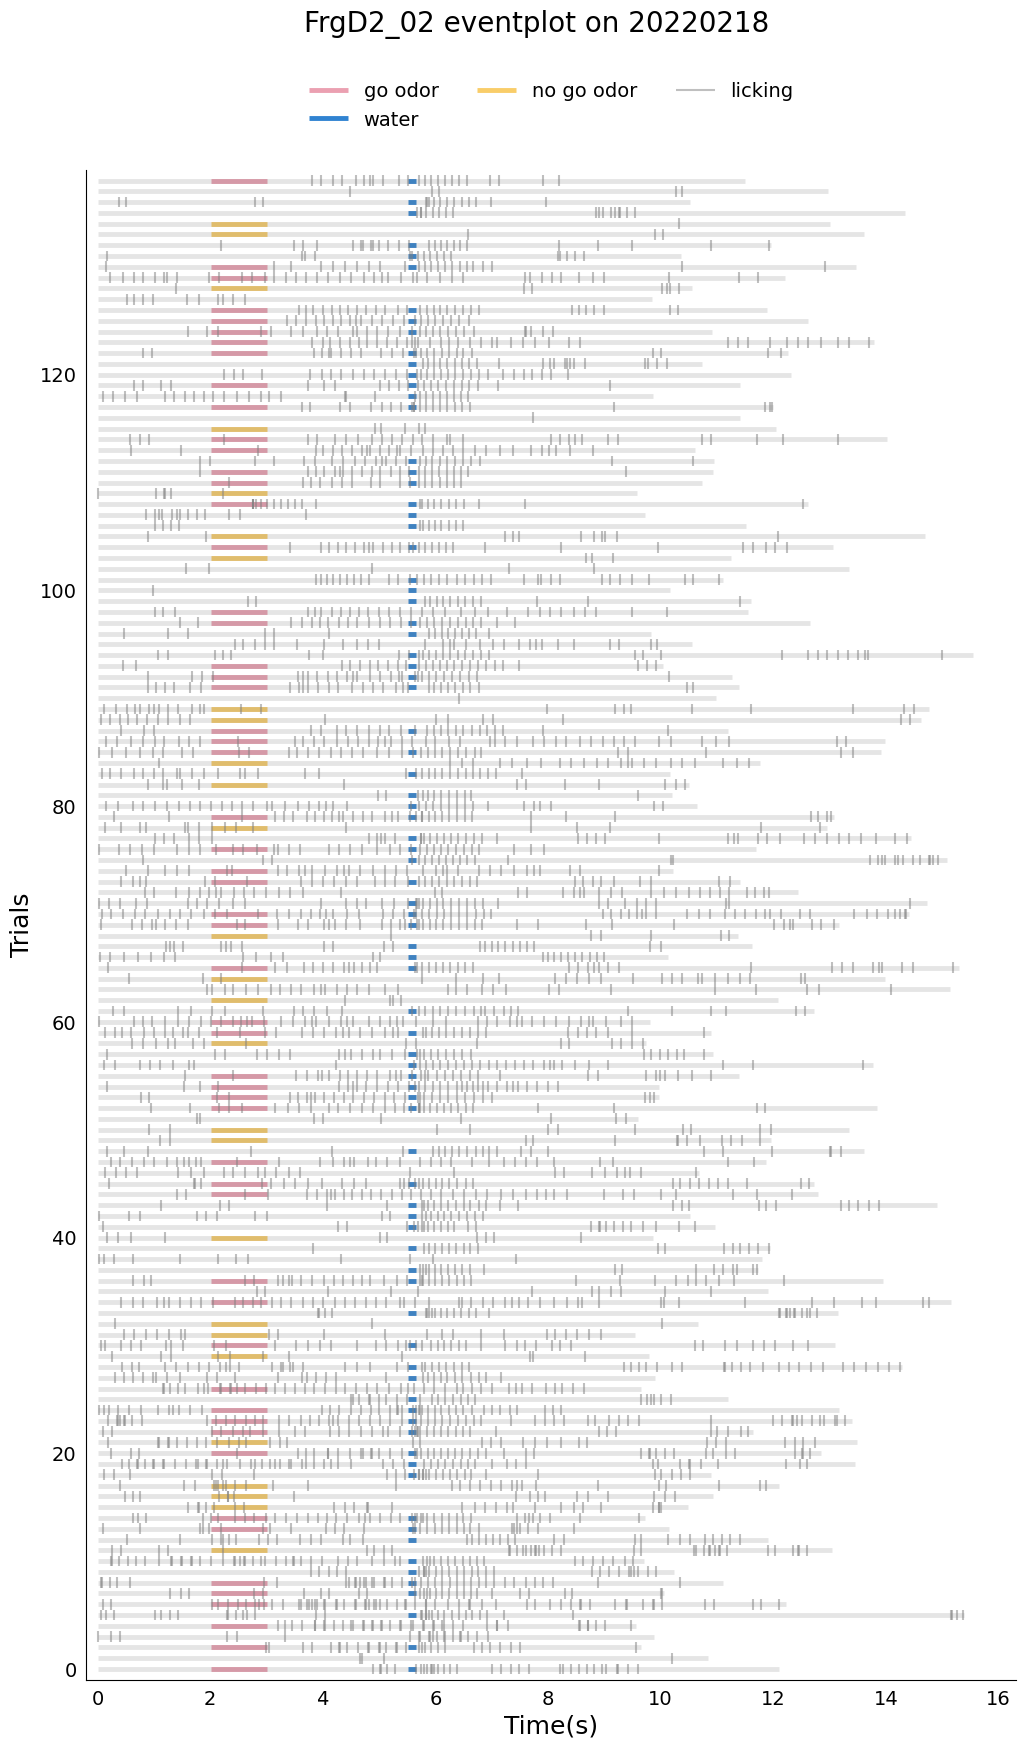 FrgD2_02 eventplot on 20220218
go odor
no go odor
licking
water
120
100
80
60
40
20
0
Trials
0 2 4 6 8 10 12 14 16
Time(s)